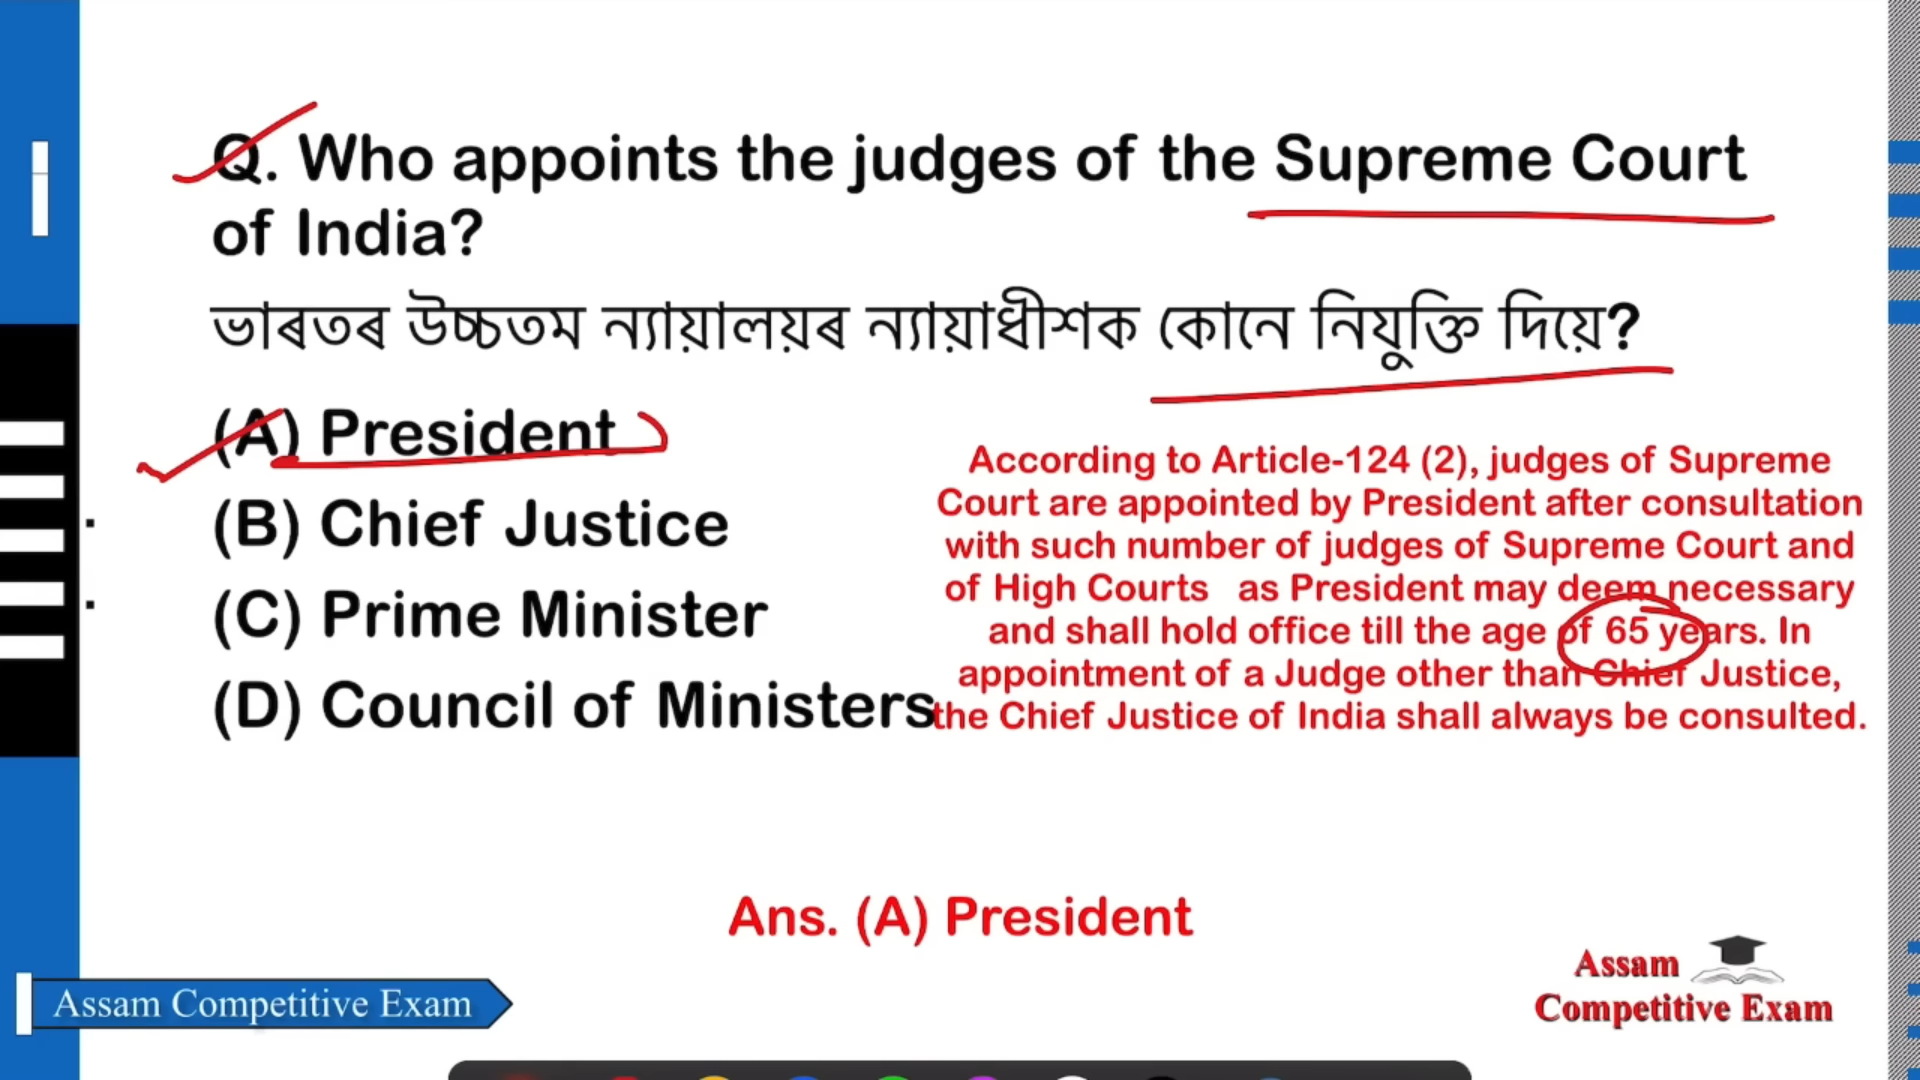 Q. Who appoints the judges of the Supreme Court
of India?
ভাৰতৰ উচ্চতম ন্যায়ালয়ৰ ন্যায়াধীশক কোনে নিযুক্তি দিয়ে?
(A) President
(B) Chief Justice
(C) Prime Minister
(D) Council of Ministers
According to Article-124 (2), judges of Supreme
Court are appointed by President after consultation
with such number of judges of Supreme Court and
of High Courts as President may deem necessary
and shall hold office till the age of 65 years. In
appointment of a Judge other than Chief Justice,
the Chief Justice of India shall always be consulted.
Ans. (A) President
Assam Competitive Exam
Assam
Competitive Exam